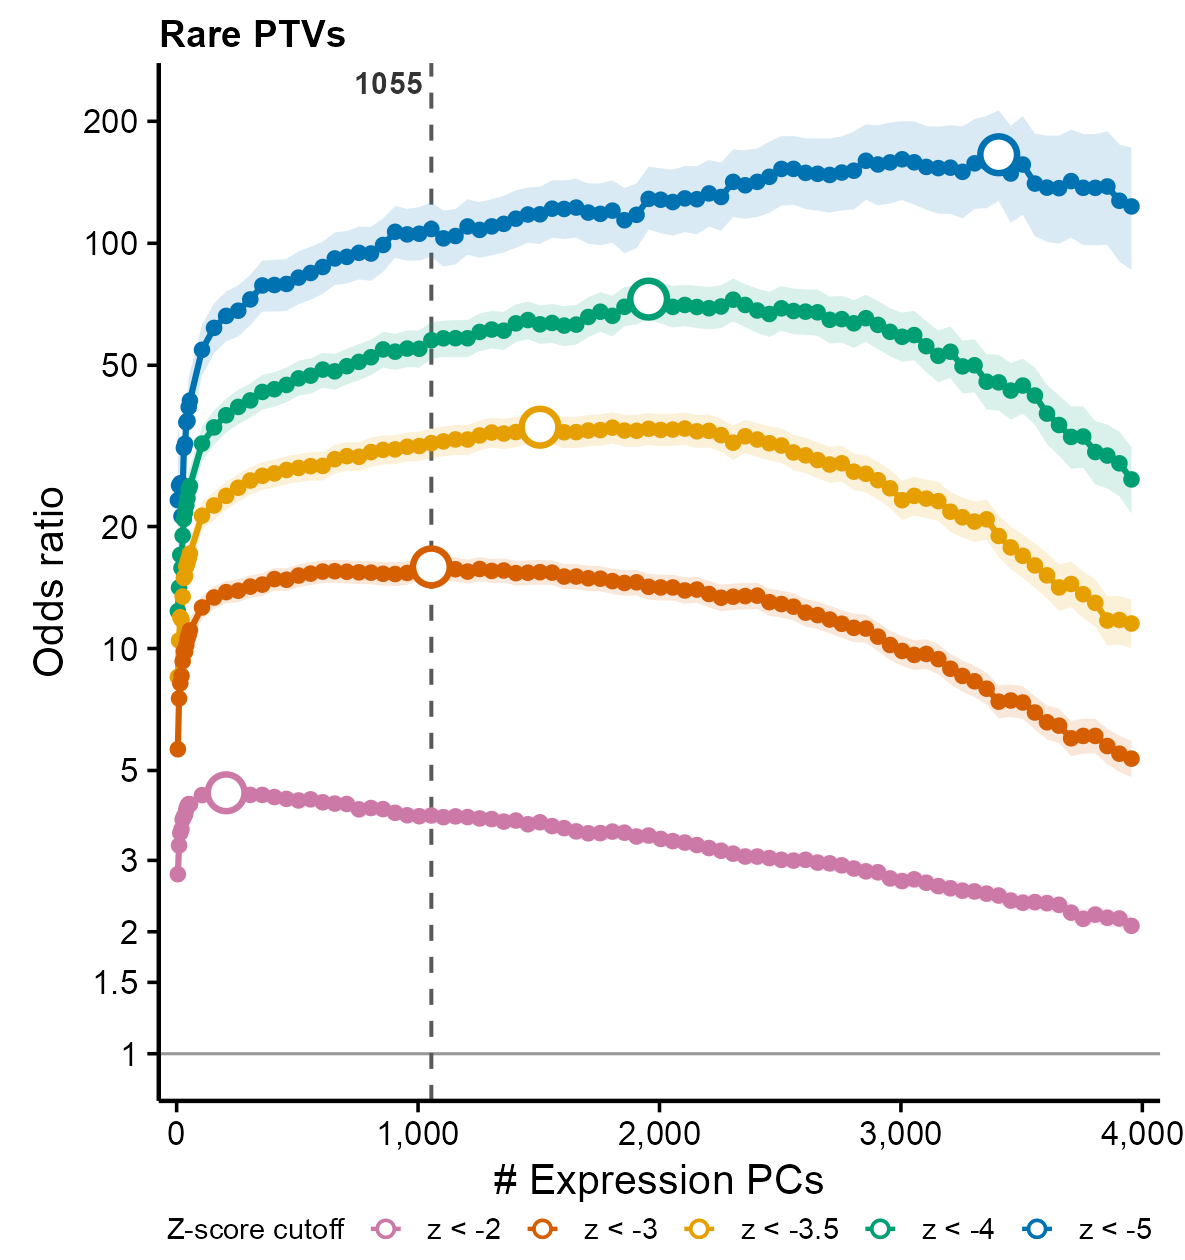 Rare PTVs
1055
200
100
50
20
10
5
3
2
1.5
1
Odds ratio
0 1,000 2,000 3,000 4,000
# Expression PCs
Z-score cutoff z < -2 z < -3 z < -3.5 z < -4 z < -5